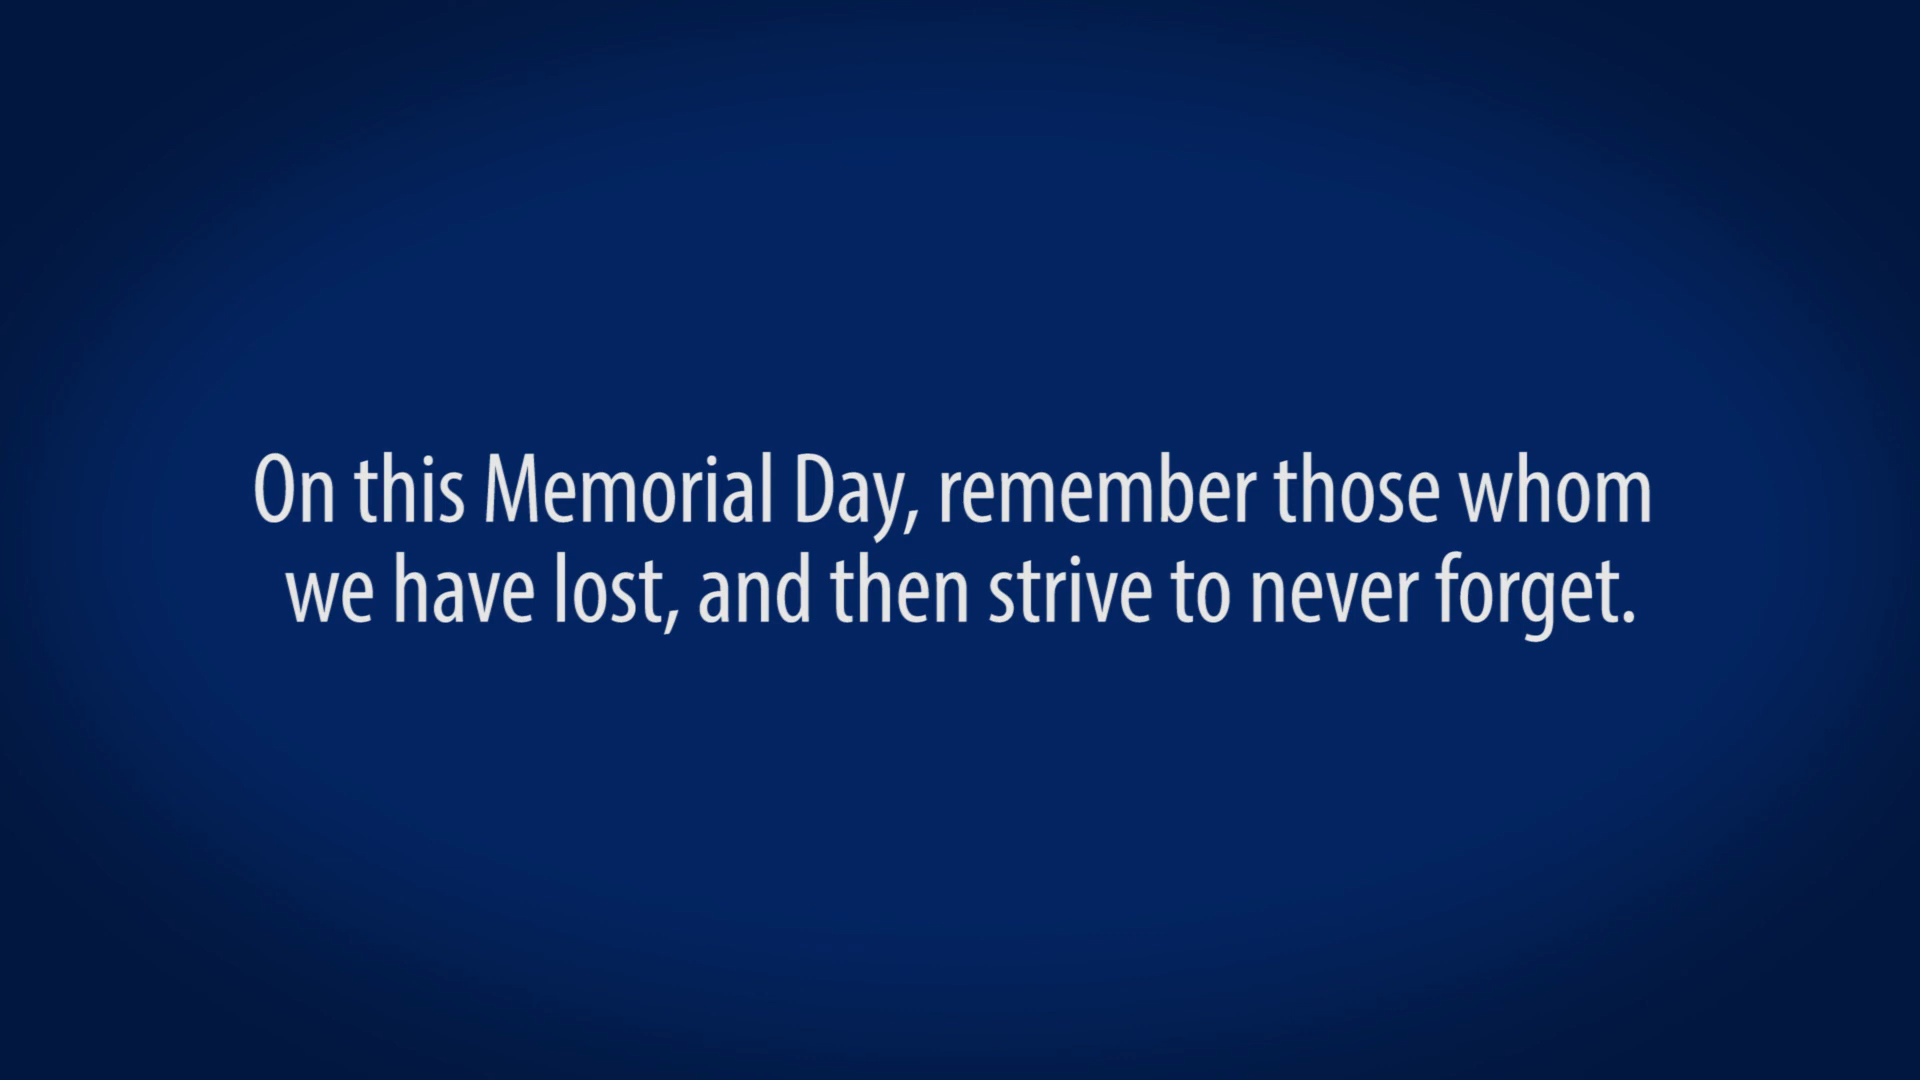 On this Memorial Day, remember those whom
we have lost, and then strive to never forget.